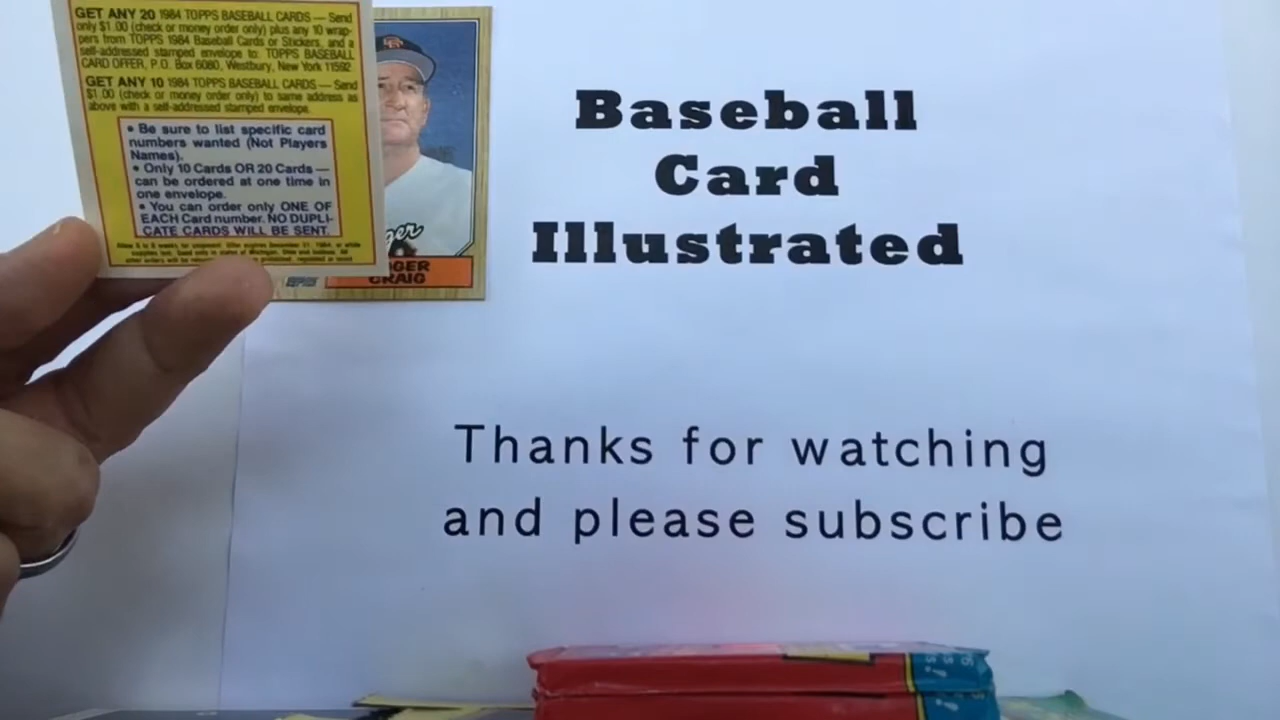 GET ANY 20 1984 TOPPS BASEBALL CARDS — Send
only $1.00 (check or money order only) plus any 10 wrap-
pers from TOPPS 1984 Baseball Cards or Stickers, and a
self-addressed stamped envelope to: TOPPS BASEBALL
CARD OFFER, P.O. Box 6080, Westbury, New York 11592.
GET ANY 10 1984 TOPPS BASEBALL CARDS — Send
$1.00 (check or money order only) to same address as
above with a self-addressed stamped envelope.
• Be sure to list specific card
numbers wanted (Not Players
Names).
• Only 10 Cards OR 20 Cards —
can be ordered at one time in
one envelope.
• You can order only ONE OF
EACH Card number. NO DUPLI-
CATE CARDS WILL BE SENT.
GER
CRAIG
Baseball
Card
Illustrated
Thanks for watching
and please subscribe